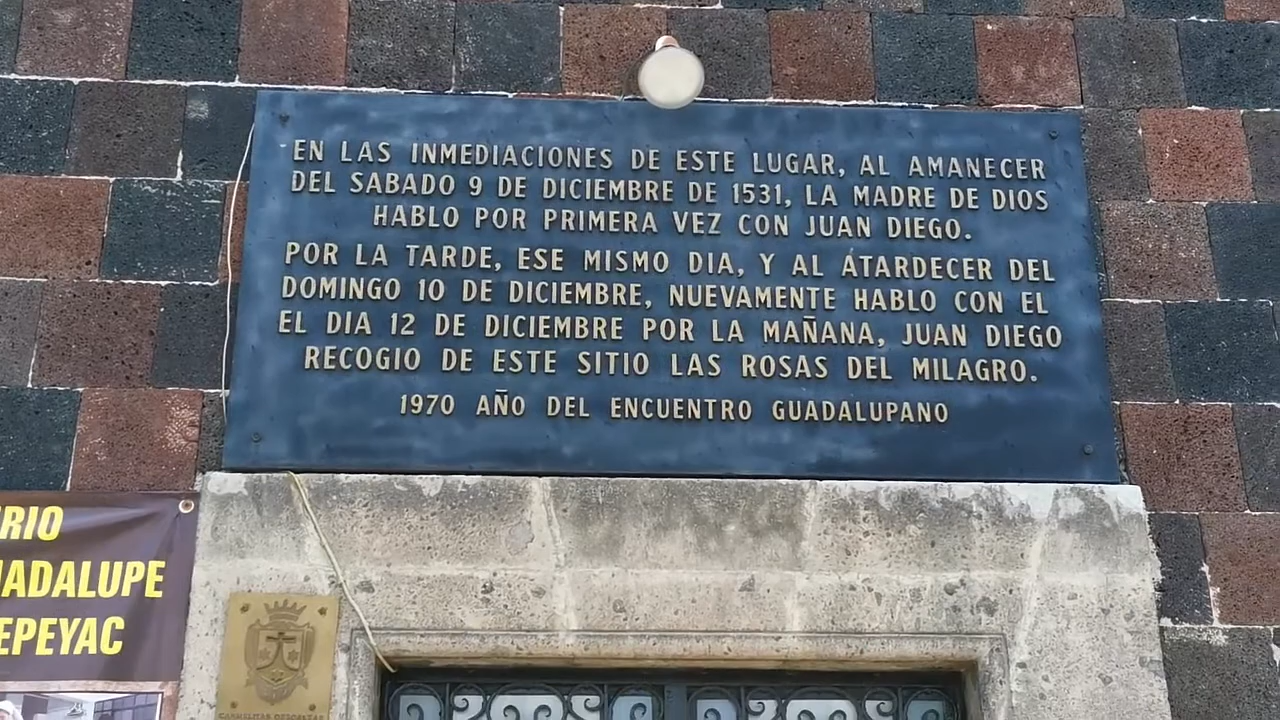 EN LAS INMEDIACIONES DE ESTE LUGAR, AL AMANECER
DEL SABADO 9 DE DICIEMBRE DE 1531, LA MADRE DE DIOS
HABLO POR PRIMERA VEZ CON JUAN DIEGO.
POR LA TARDE, ESE MISMO DIA, Y AL ATARDECER DEL
DOMINGO 10 DE DICIEMBRE, NUEVAMENTE HABLO CON EL
EL DIA 12 DE DICIEMBRE POR LA MAÑANA, JUAN DIEGO
RECOGIO DE ESTE SITIO LAS ROSAS DEL MILAGRO.
1970 AÑO DEL ENCUENTRO GUADALUPANO
RIO
ADALUPE
EPEYAC